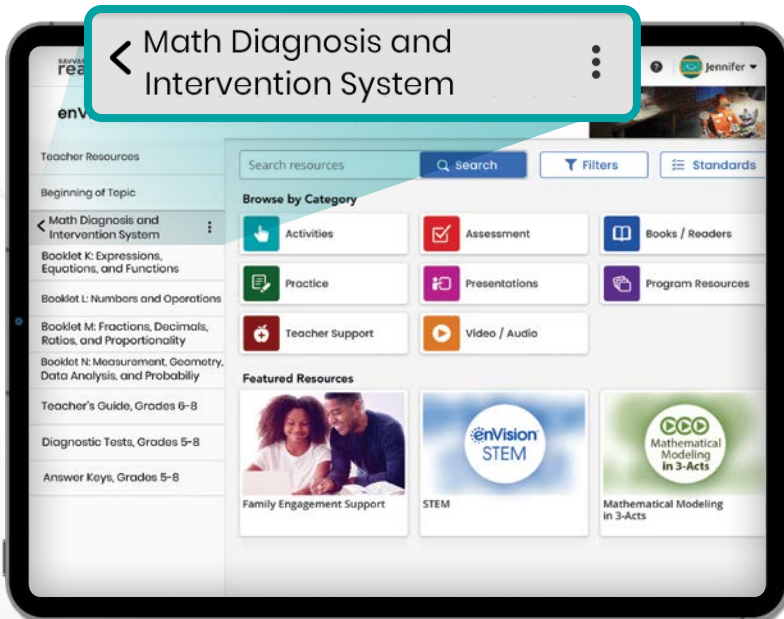 Math Diagnosis and
Intervention System
SAVVAS
rea
Jennifer
enV
Teacher Resources
Search resources
Search
Filters
Standards
Beginning of Topic
Browse by Category
Math Diagnosis and
Intervention System
Activities
Assessment
Books / Readers
Booklet K: Expressions,
Equations, and Functions
Practice
Presentations
Program Resources
Booklet L: Numbers and Operations
Booklet M: Fractions, Decimals,
Ratios, and Proportionality
Teacher Support
Video / Audio
Booklet N: Measurement, Geometry,
Data Analysis, and Probabiliy
Featured Resources
Teacher's Guide, Grades 6-8
Diagnostic Tests, Grades 5-8
Answer Keys, Grades 5-8
enVision
STEM
Mathematical
Modeling
in 3-Acts
Family Engagement Support
STEM
Mathematical Modeling
in 3-Acts